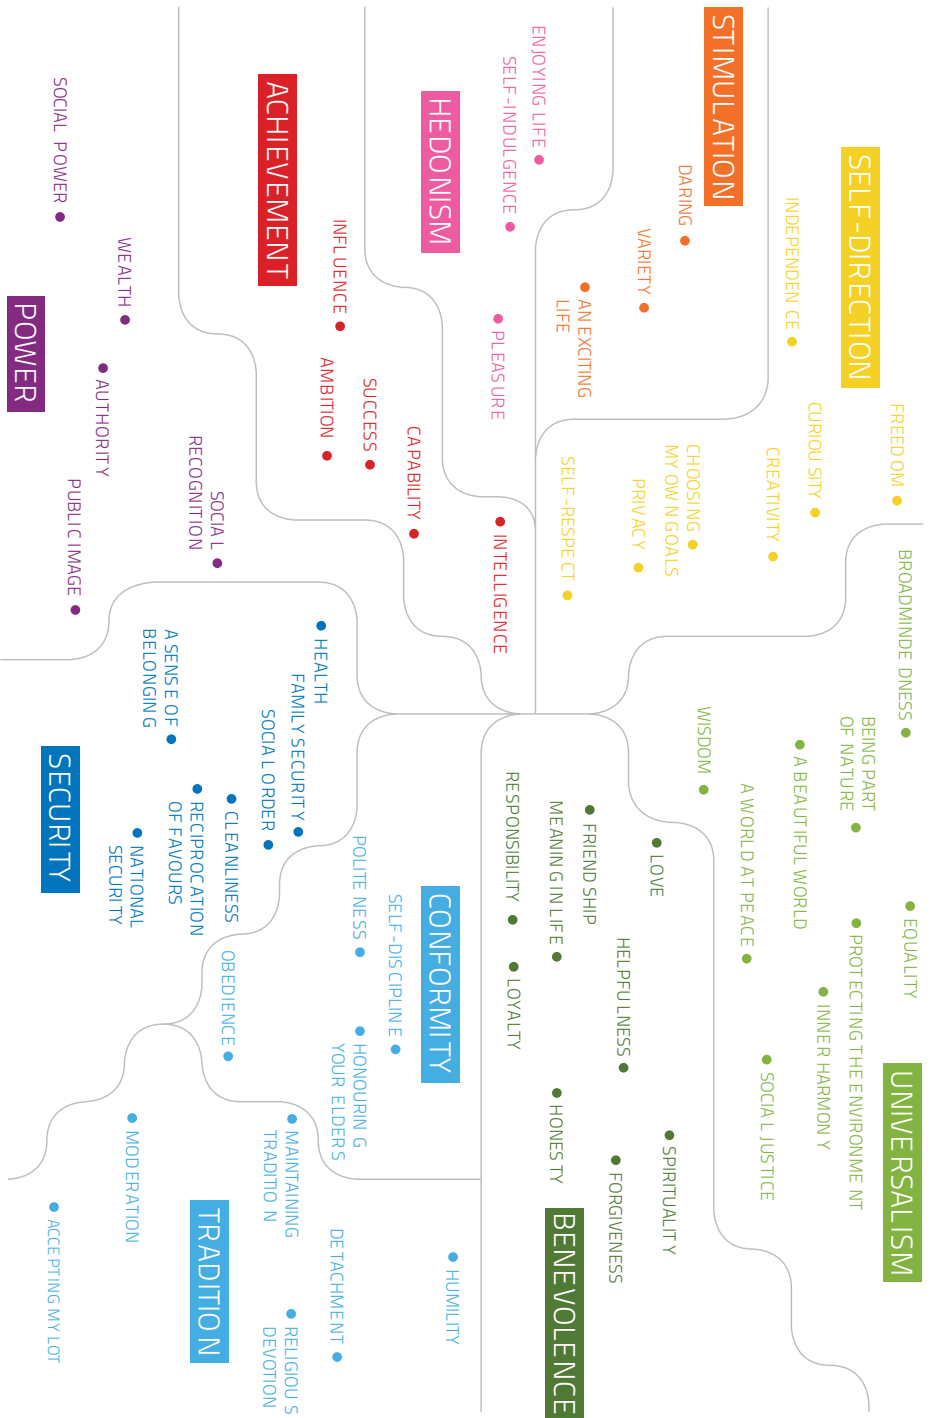 UNIVERSALISM
EQUALITY
BROADMINDEDNESS
BEING PART
OF NATURE
PROTECTING THE ENVIRONMENT
INNER HARMONY
A BEAUTIFUL WORLD
SOCIAL JUSTICE
A WORLD AT PEACE
WISDOM
SELF-DIRECTION
FREEDOM
CURIOUSITY
INDEPENDENCE
CREATIVITY
CHOOSING
MY OWN GOALS
PRIVACY
SELF-RESPECT
STIMULATION
DARING
VARIETY
AN EXCITING
LIFE
HEDONISM
ENJOYING LIFE
SELF-INDULGENCE
PLEASURE
ACHIEVEMENT
INFLUENCE
AMBITION
SUCCESS
CAPABILITY
INTELLIGENCE
POWER
SOCIAL POWER
WEALTH
AUTHORITY
SOCIAL
RECOGNITION
PUBLIC IMAGE
SECURITY
HEALTH
FAMILY SECURITY
SOCIAL ORDER
A SENSE OF
BELONGING
CLEANLINESS
RECIPROCATION
OF FAVOURS
NATIONAL
SECURITY
CONFORMITY
POLITENESS
SELF-DISCIPLINE
OBEDIENCE
HONOURING
YOUR ELDERS
TRADITION
MAINTAINING
TRADITION
MODERATION
ACCEPTING MY LOT
DETACHMENT
HUMILITY
RELIGIOUS
DEVOTION
BENEVOLENCE
RESPONSIBILITY
MEANING IN LIFE
FRIENDSHIP
LOVE
HELPFULNESS
LOYALTY
HONESTY
SPIRITUALITY
FORGIVENESS